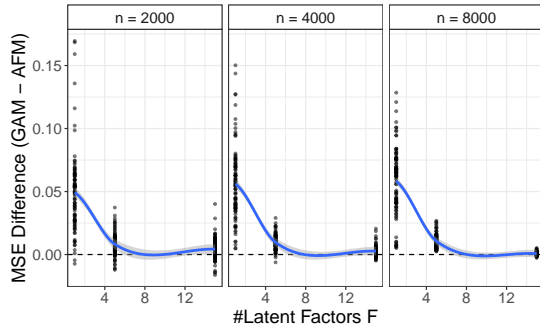 n = 2000 n = 4000 n = 8000
MSE Difference (GAM − AFM)
0.15
0.10
0.05
0.00
4 8 12 4 8 12 4 8 12
#Latent Factors F